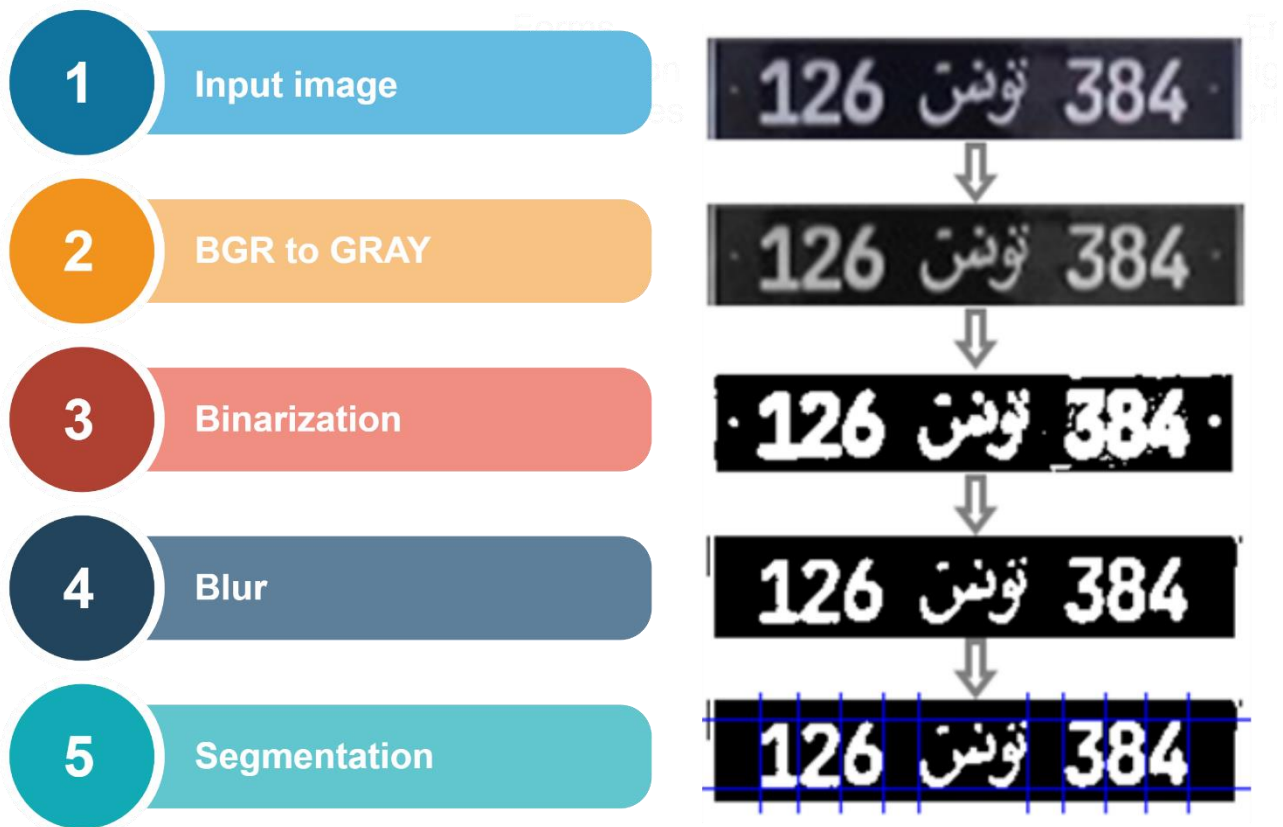 1
Input image
126 تونس 384
2
BGR to GRAY
126 تونس 384
3
Binarization
126 تونس 384
4
Blur
126 تونس 384
5
Segmentation
126 تونس 384